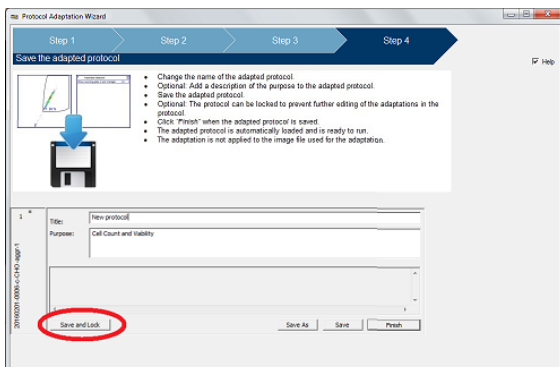 Protocol Adaptation Wizard
Step 1
Step 2
Step 3
Step 4
Save the adapted protocol
Help
Change the name of the adapted protocol.
Optional: Add a description of the purpose to the adapted protocol.
Save the adapted protocol.
Optional: The protocol can be locked to prevent further editing of the adaptations in the
protocol.
Click "Finish" when the adapted protocol is saved.
The adapted protocol is automatically loaded and is ready to run.
The adaptation is not applied to the image file used for the adaptation.
1
Title:
New protocol
Purpose:
Cell Count and Viability
Save and Lock
Save As
Save
Finish